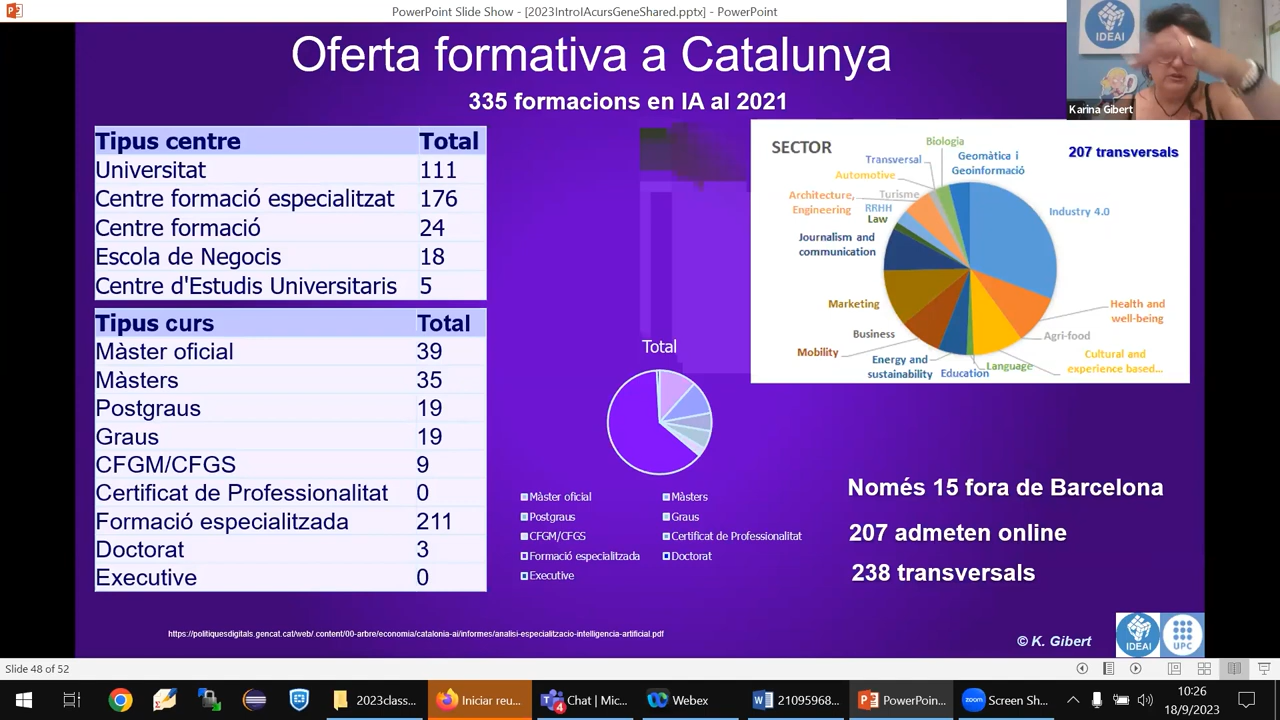 PowerPoint Slide Show - [2023IntroIAcursGeneShared.pptx] - PowerPoint
IDEAI
Karina Gibert
Oferta formativa a Catalunya
335 formacions en IA al 2021
Tipus centre Total
Universitat 111
Centre formació especialitzat 176
Centre formació 24
Escola de Negocis 18
Centre d'Estudis Universitaris 5
Tipus curs Total
Màster oficial 39
Màsters 35
Postgraus 19
Graus 19
CFGM/CFGS 9
Certificat de Professionalitat 0
Formació especialitzada 211
Doctorat 3
Executive 0
Total
Màster oficial
Màsters
Postgraus
Graus
CFGM/CFGS
Certificat de Professionalitat
Formació especialitzada
Doctorat
Executive
SECTOR
207 transversals
Biologia
Geomàtica i
Geoinformació
Transversal
Automotive
Architecture,
Engineering
Turisme
RRHH
Law
Industry 4.0
Journalism and
communication
Marketing
Health and
well-being
Business
Agri-food
Mobility
Cultural and
experience based...
Energy and
sustainability
Language
Education
Només 15 fora de Barcelona
207 admeten online
238 transversals
https://politiquesdigitals.gencat.cat/web/.content/00-arbre/economia/catalonia-ai/informes/analisi-especialitzacio-intelligencia-artificial.pdf
© K. Gibert
IDEAI
UPC
Slide 48 of 52
2023classe...
Iniciar reu...
4
Chat | Mic...
Webex
21095968...
PowerPoin...
zoom
Screen Sh...
10:26
18/9/2023